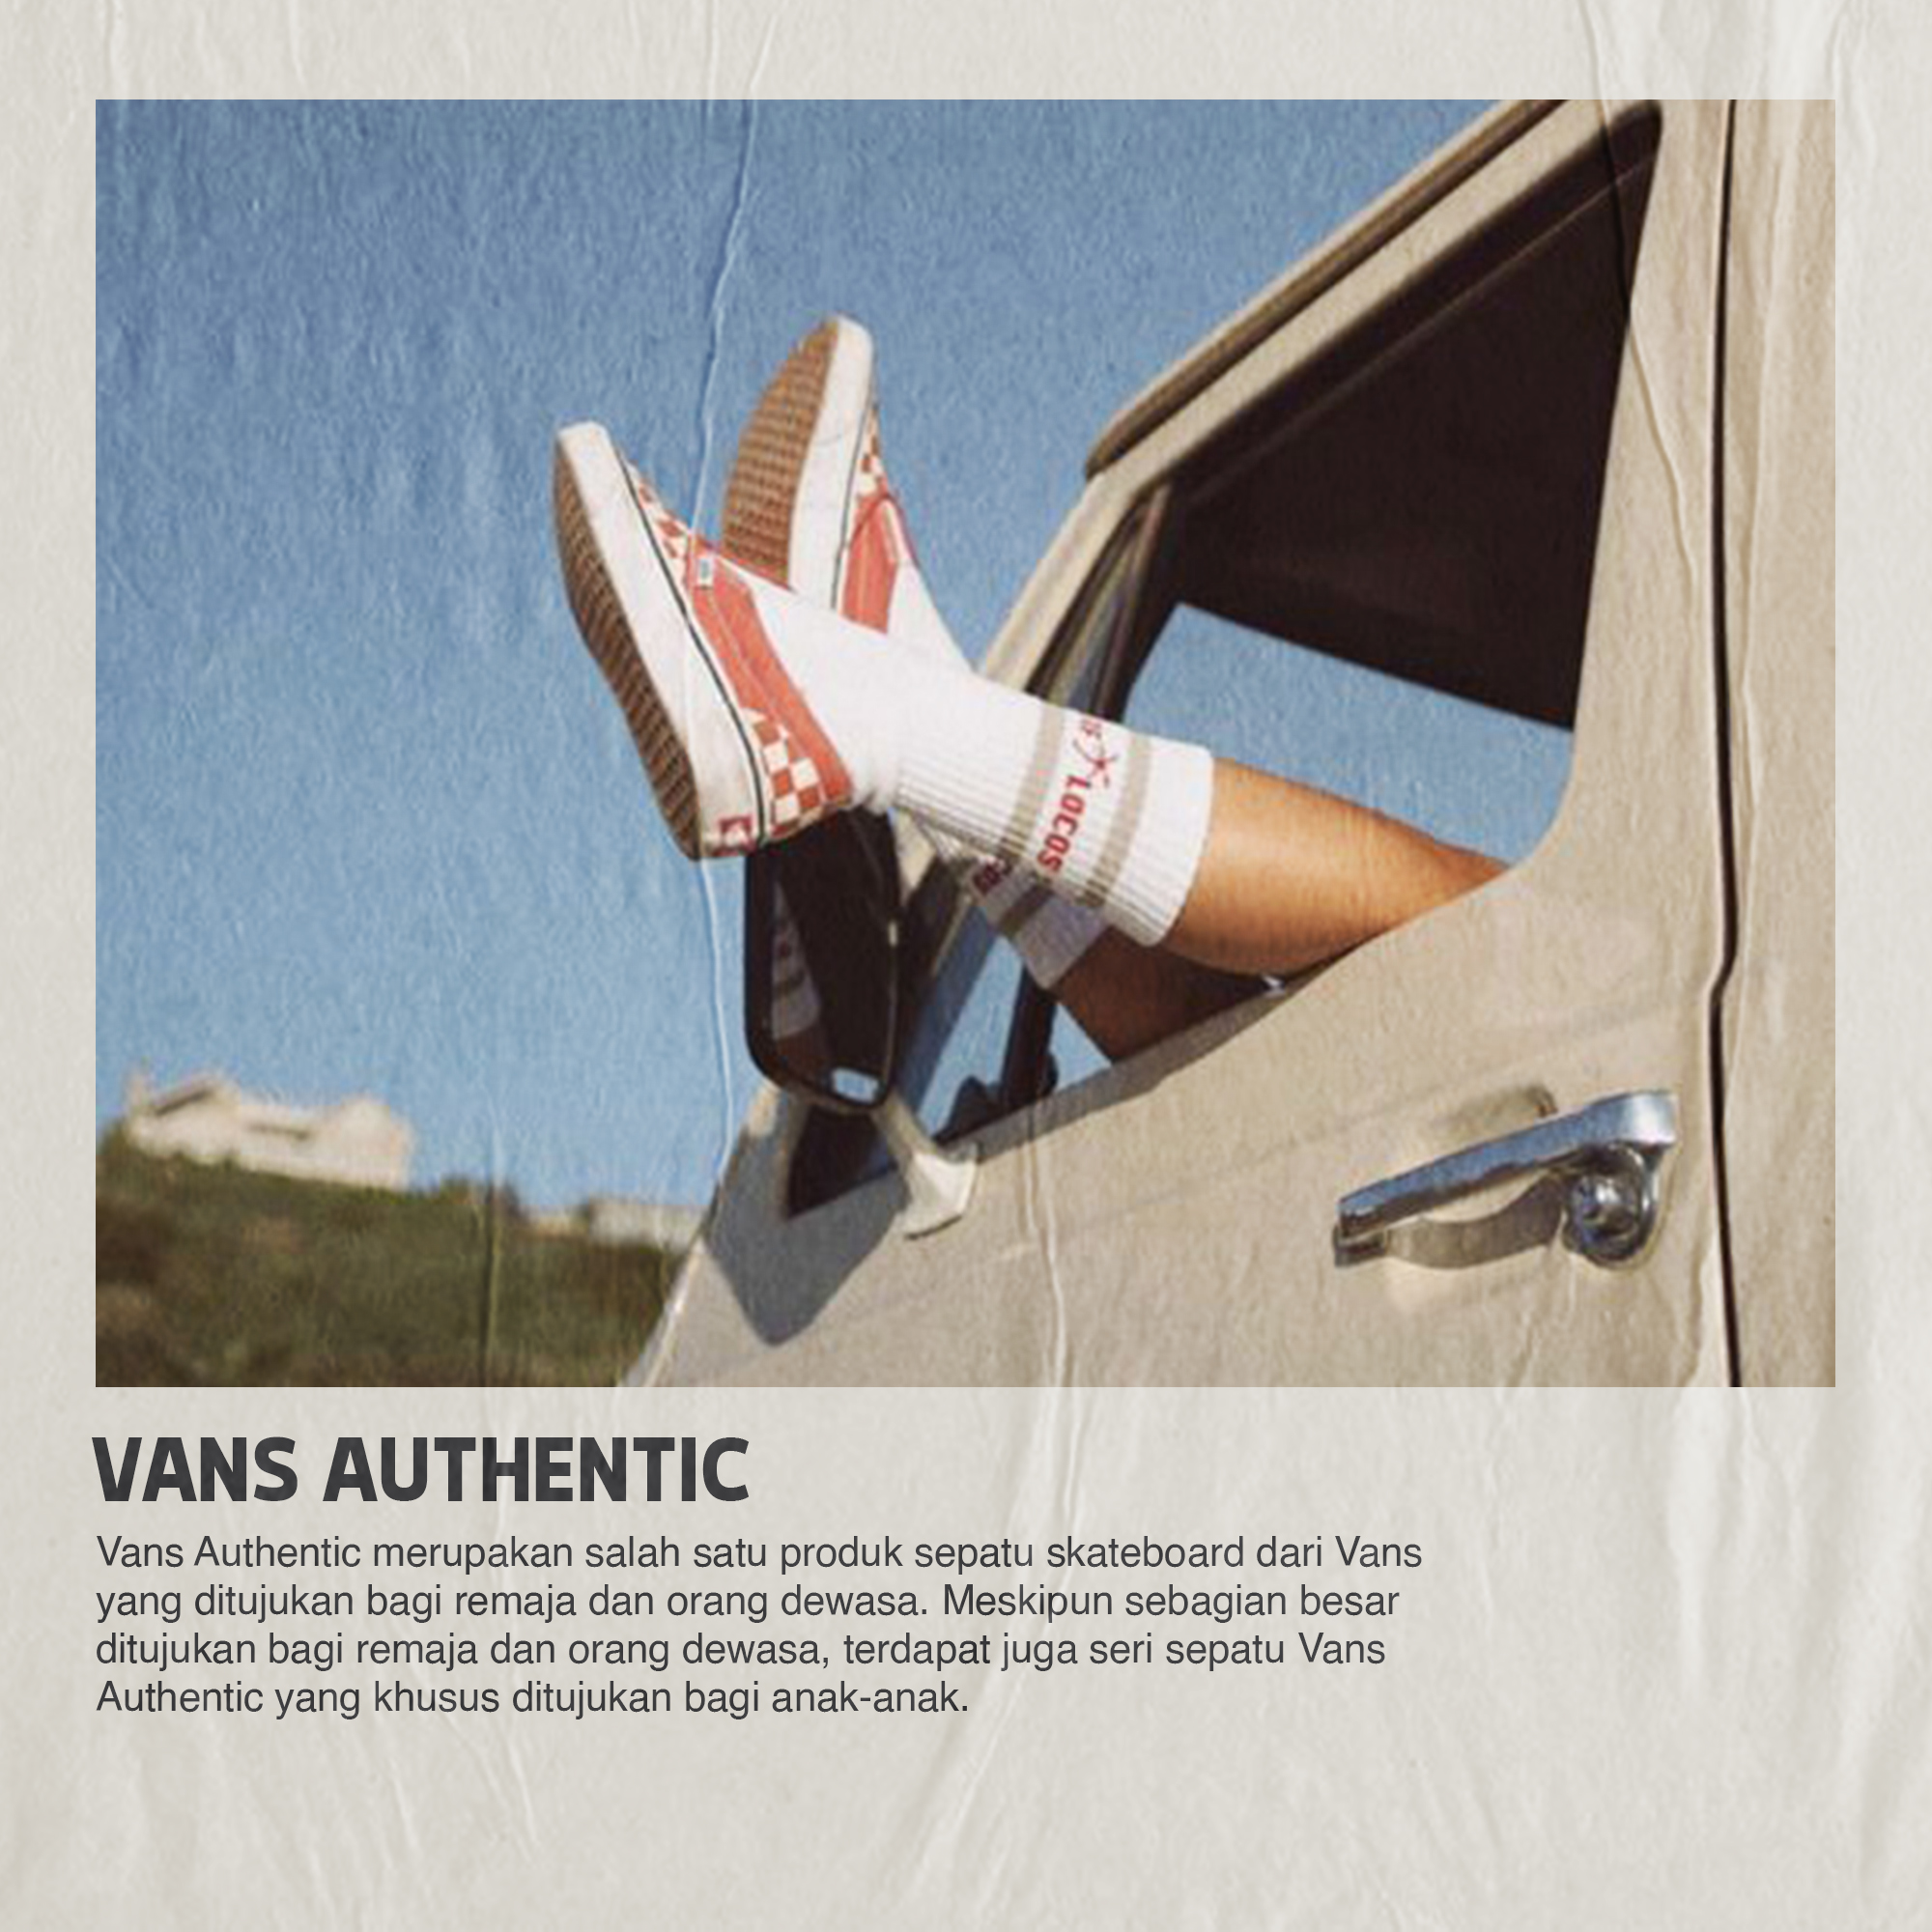 LOCOS
VANS AUTHENTIC
Vans Authentic merupakan salah satu produk sepatu skateboard dari Vans
yang ditujukan bagi remaja dan orang dewasa. Meskipun sebagian besar
ditujukan bagi remaja dan orang dewasa, terdapat juga seri sepatu Vans
Authentic yang khusus ditujukan bagi anak-anak.